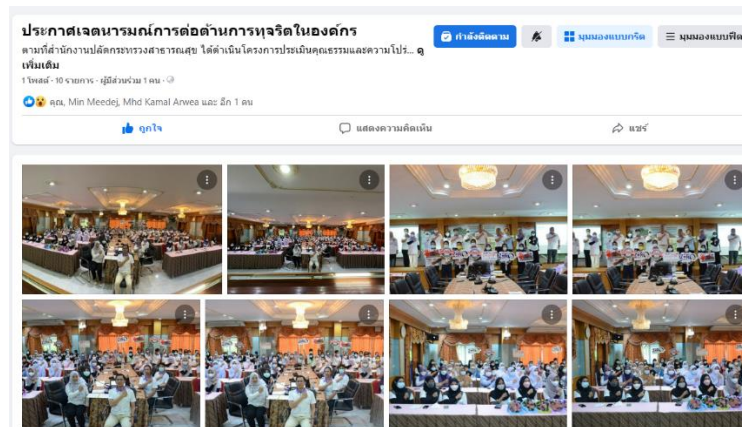 ประกาศเจตนารมณ์การต่อต้านการทุจริตในองค์กร
ตามที่สำนักงานปลัดกระทรวงสาธารณสุข ได้ดำเนินโครงการประเมินคุณธรรมและความโปร่... ดู
เพิ่มเติม
1 โพสต์ · 10 รายการ · ผู้มีส่วนร่วม 1 คน ·
กำลังติดตาม
มุมมองแบบกริด
มุมมองแบบฟีด
คุณ, Min Meedej, Mhd Kamal Arwea และ อีก 1 คน
ถูกใจ
แสดงความคิดเห็น
แชร์